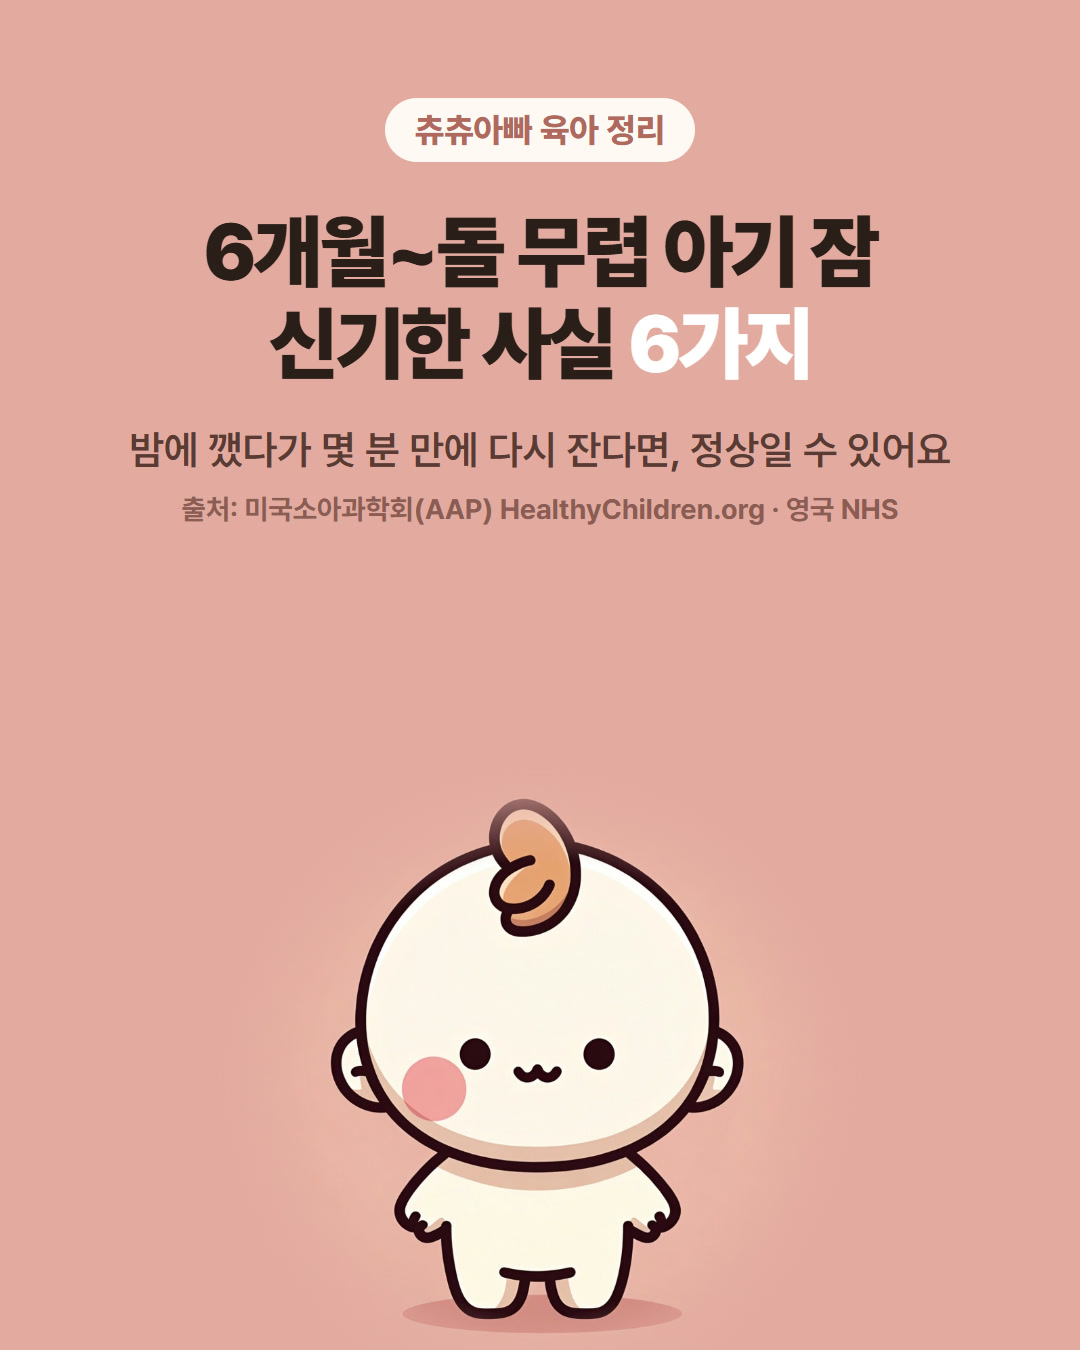 츄츄아빠 육아 정리
6개월~돌 무렵 아기 잠
신기한 사실 6가지
밤에 깼다가 몇 분 만에 다시 잔다면, 정상일 수 있어요
출처: 미국소아과학회(AAP) HealthyChildren.org · 영국 NHS